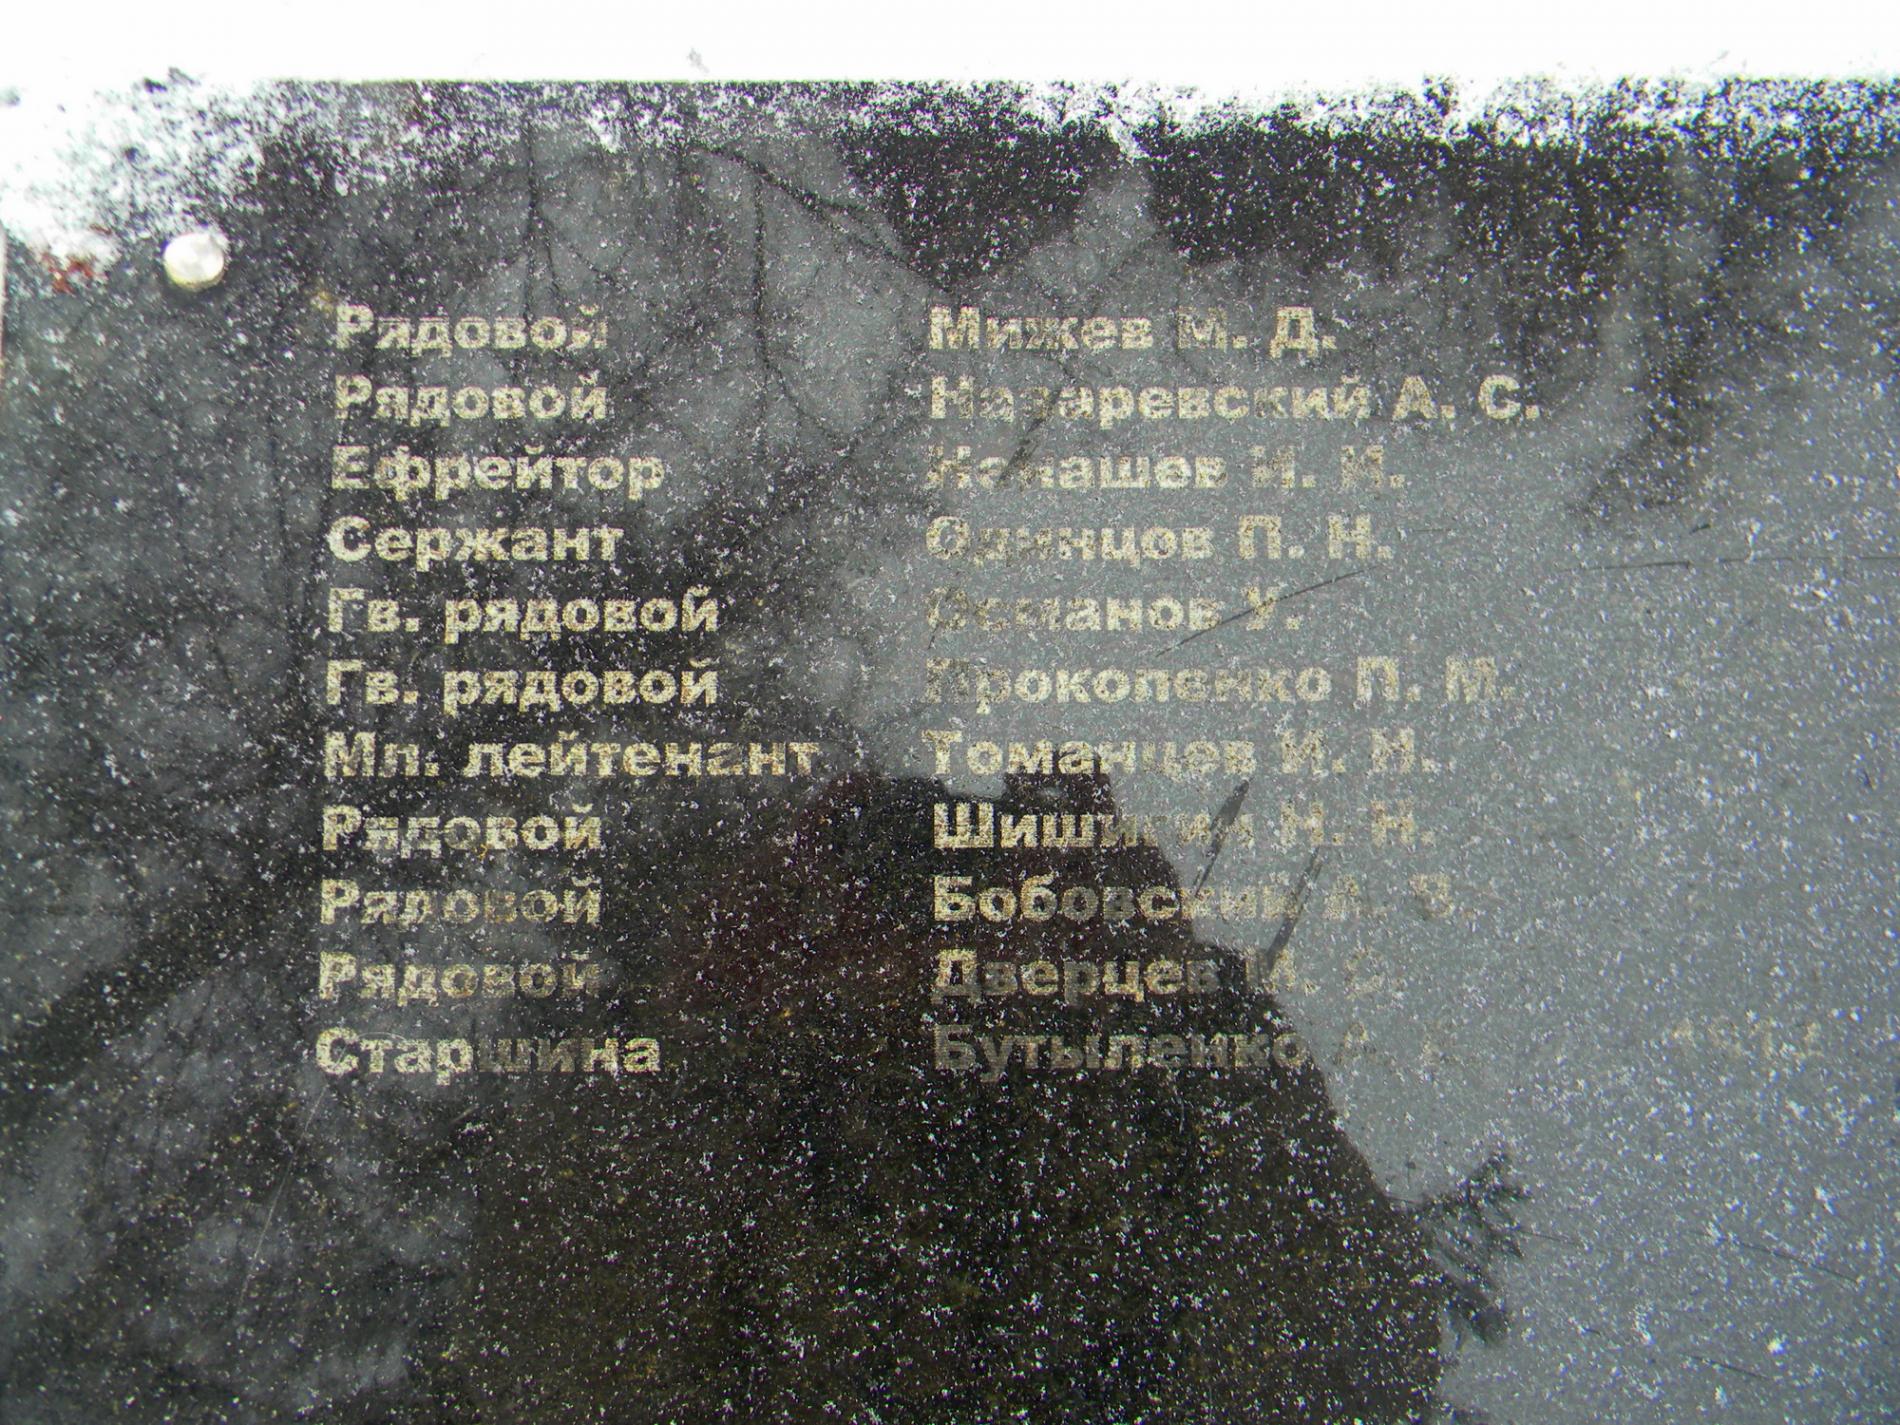 Рядовой Мижев М. Д.
Рядовой Назаревский А. С.
Ефрейтор И. И.
Сержант Одинцов П. Н.
Гв. рядовой Османов У.
Гв. рядовой Прокопенко П. М.
Мл. лейтенант Томанцев И. Н.
Рядовой Шишигин Н. Н.
Рядовой Бобовский А.
Рядовой Дверцев
Старшина Бутыленко А.